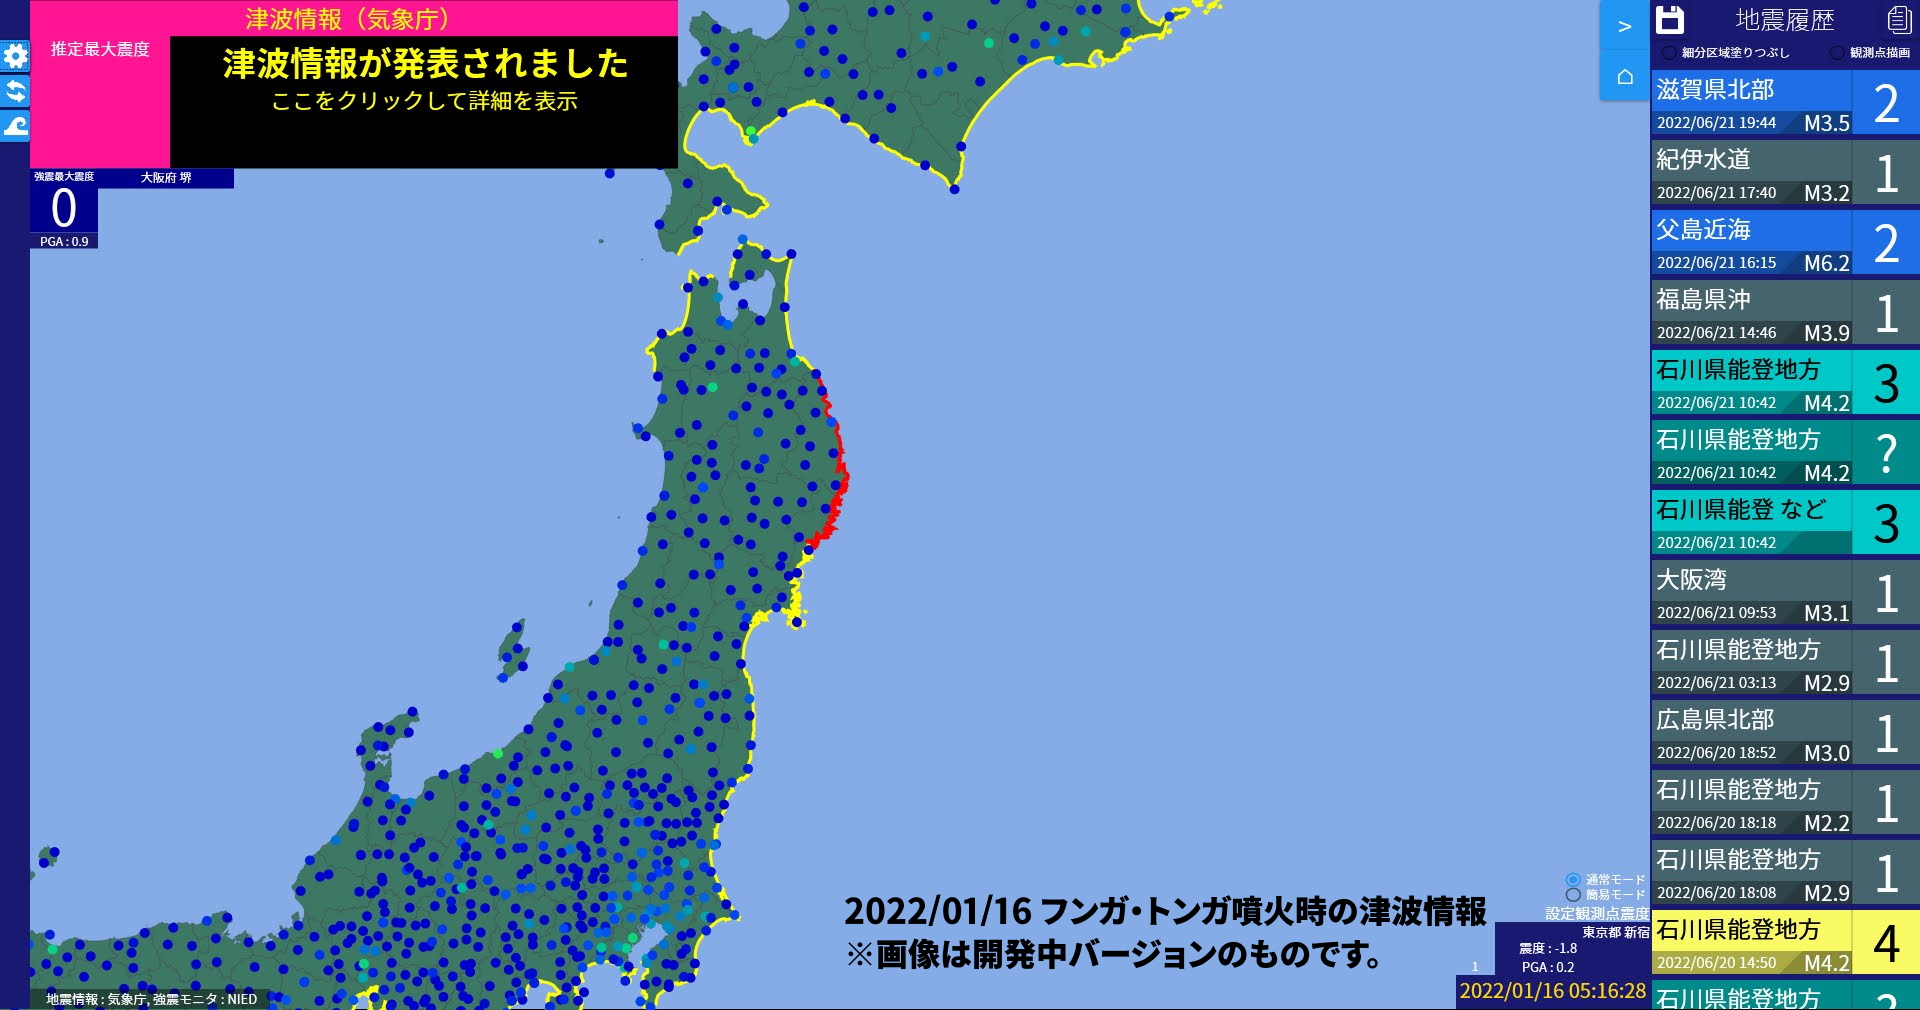 津波情報（気象庁）
推定最大震度
津波情報が発表されました
ここをクリックして詳細を表示
強震最大震度
大阪府 堺
0
PGA : 0.9
>
地震履歴
細分区域塗りつぶし
観測点描画
滋賀県北部
2022/06/21 19:44 M3.5
2
紀伊水道
2022/06/21 17:40 M3.2
1
父島近海
2022/06/21 16:15 M6.2
2
福島県沖
2022/06/21 14:46 M3.9
1
石川県能登地方
2022/06/21 10:42 M4.2
3
石川県能登地方
2022/06/21 10:42 M4.2
?
石川県能登 など
2022/06/21 10:42
3
大阪湾
2022/06/21 09:53 M3.1
1
石川県能登地方
2022/06/21 03:13 M2.9
1
広島県北部
2022/06/20 18:52 M3.0
1
石川県能登地方
2022/06/20 18:18 M2.2
1
石川県能登地方
2022/06/20 18:08 M2.9
1
石川県能登地方
2022/06/20 14:50 M4.2
4
石川県能登地方
2022/01/16 フンガ・トンガ噴火時の津波情報
※画像は開発中バージョンのものです。
通常モード
簡易モード
設定観測点震度
東京都 新宿
震度 : -1.8
1
PGA : 0.2
2022/01/16 05:16:28
地震情報 : 気象庁, 強震モニタ : NIED